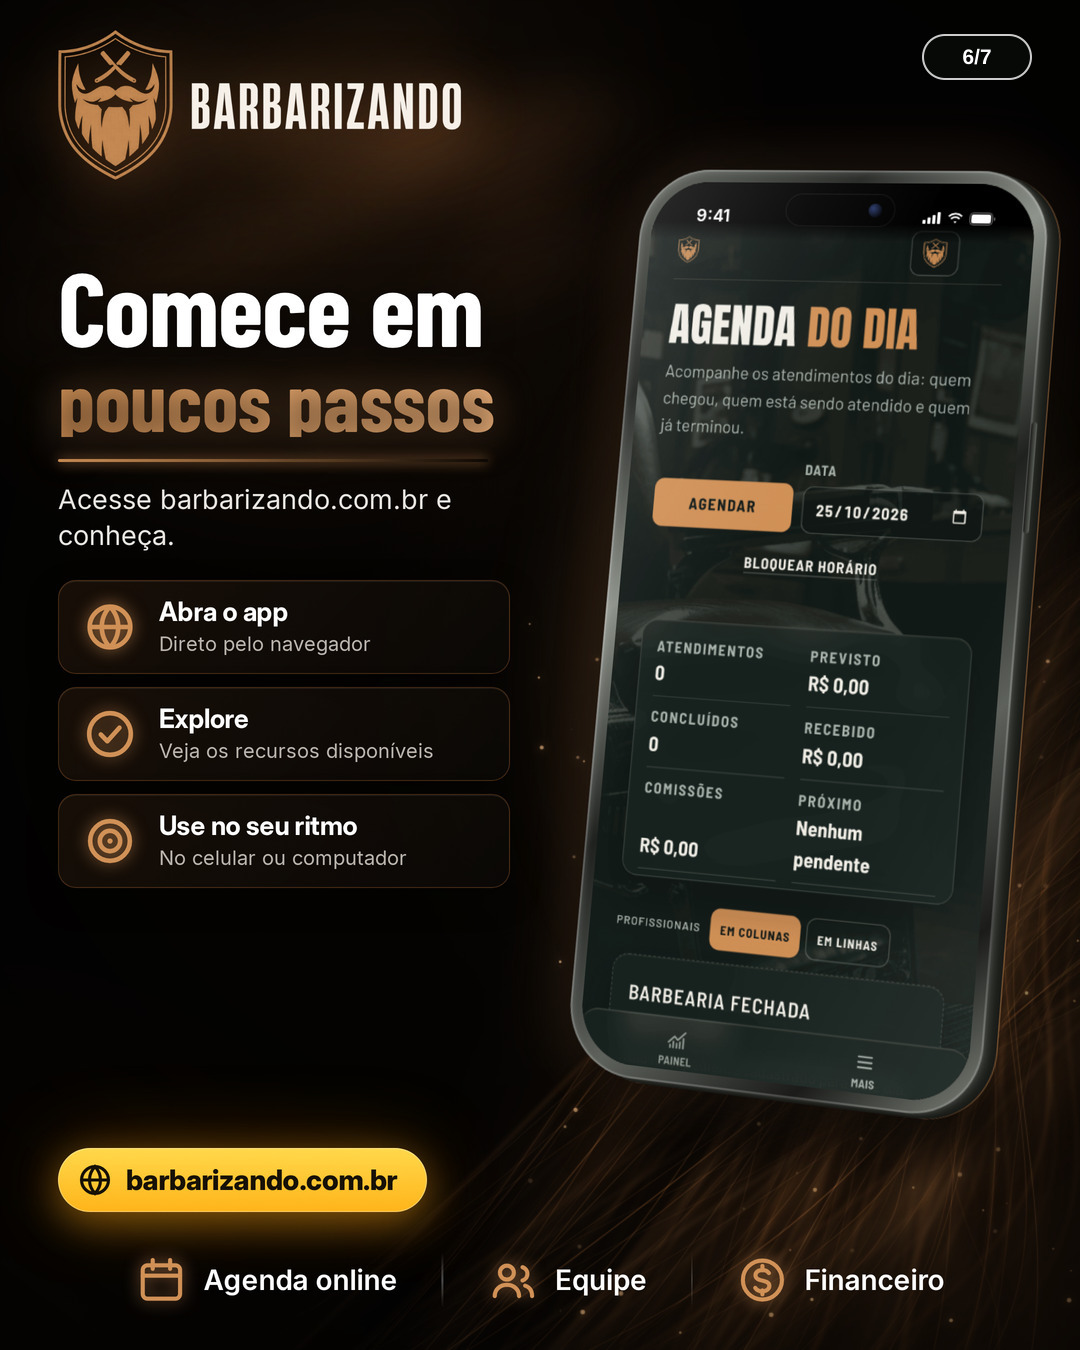 BARBARIZANDO
6/7
Comece em
poucos passos
Acesse barbarizando.com.br e
conheça.
Abra o app
Direto pelo navegador
Explore
Veja os recursos disponíveis
Use no seu ritmo
No celular ou computador
9:41
AGENDA DO DIA
Acompanhe os atendimentos do dia: quem
chegou, quem está sendo atendido e quem
já terminou.
DATA
AGENDAR
25/10/2026
BLOQUEAR HORÁRIO
ATENDIMENTOS
0
PREVISTO
R$ 0,00
CONCLUÍDOS
0
RECEBIDO
R$ 0,00
COMISSÕES
R$ 0,00
PRÓXIMO
Nenhum
pendente
PROFISSIONAIS
EM COLUNAS
EM LINHAS
BARBEARIA FECHADA
PAINEL
MAIS
barbarizando.com.br
Agenda online
Equipe
Financeiro